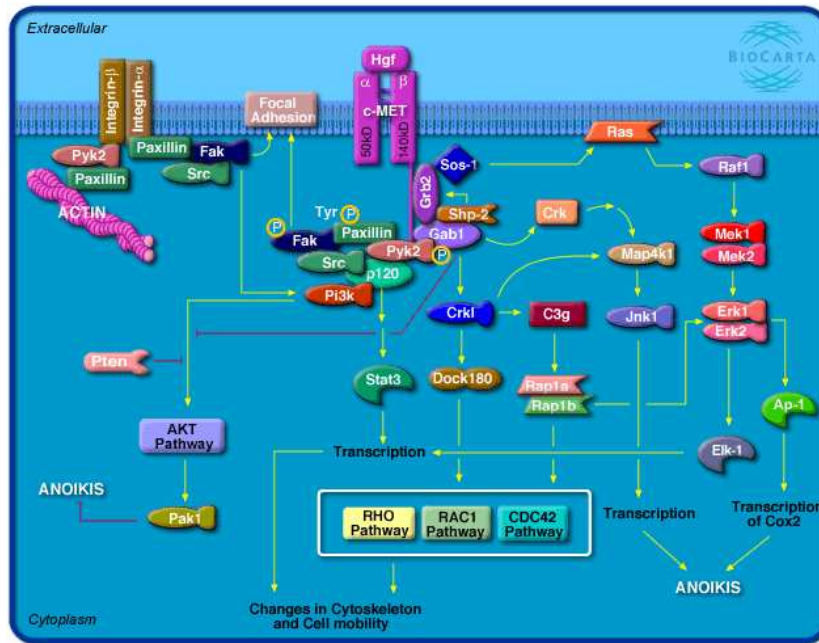 Extracellular
BIOCARTA
Hgf
Integrin-β
Integrin-α
α
β
c-MET
50kD
140kD
Focal
Adhesion
Ras
Pyk2
Paxillin
Paxillin
Fak
Src
Sos-1
Grb2
Raf1
ACTIN
Tyr
P
P
Fak
Paxillin
Shp-2
Gab1
Crk
Mek1
Mek2
Src
Pyk2
P
p120
Map4k1
Pi3k
Crkl
C3g
Jnk1
Erk1
Erk2
Pten
Stat3
Dock180
Rap1a
Rap1b
Ap-1
AKT
Pathway
Transcription
Elk-1
ANOIKIS
Pak1
RHO
Pathway
RAC1
Pathway
CDC42
Pathway
Transcription
Transcription
of Cox2
ANOIKIS
Changes in Cytoskeleton
and Cell mobility
Cytoplasm